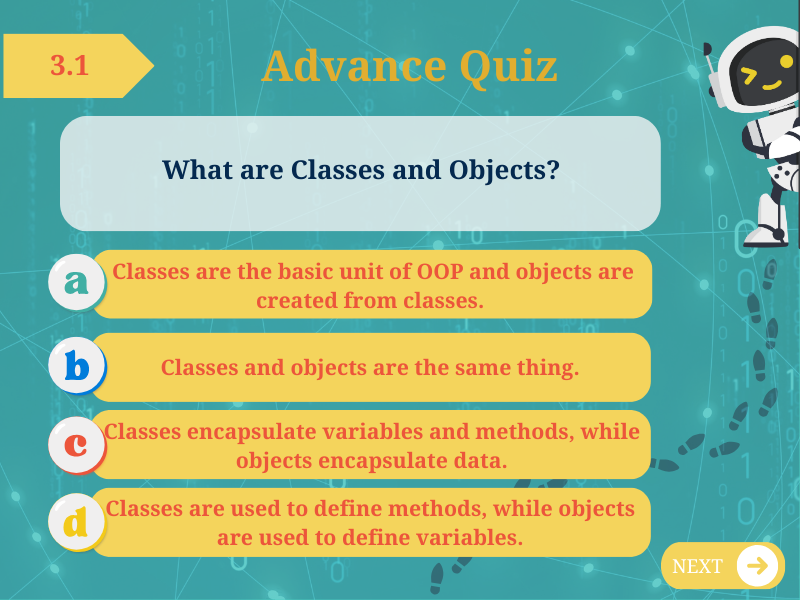 3.1
Advance Quiz
What are Classes and Objects?
a
Classes are the basic unit of OOP and objects are
created from classes.
b
Classes and objects are the same thing.
c
Classes encapsulate variables and methods, while
objects encapsulate data.
d
Classes are used to define methods, while objects
are used to define variables.
NEXT